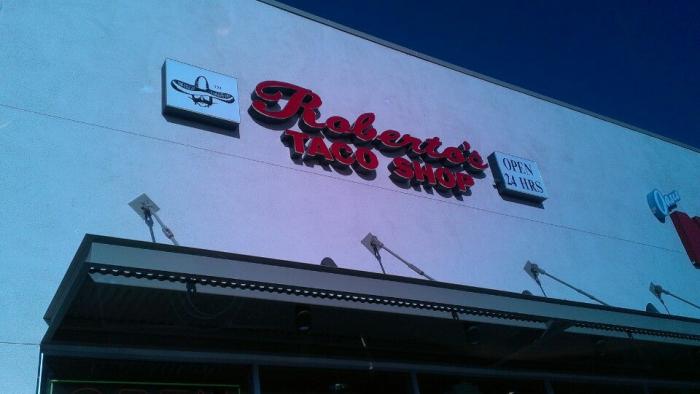 Roberto's
TACO SHOP
OPEN
24 HRS